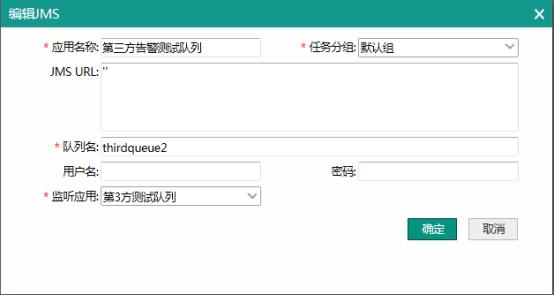 编辑JMS
* 应用名称: 第三方告警测试队列 * 任务分组: 默认组
JMS URL: ''
* 队列名: thirdqueue2
用户名: 密码:
* 监听应用: 第3方测试队列
确定 取消